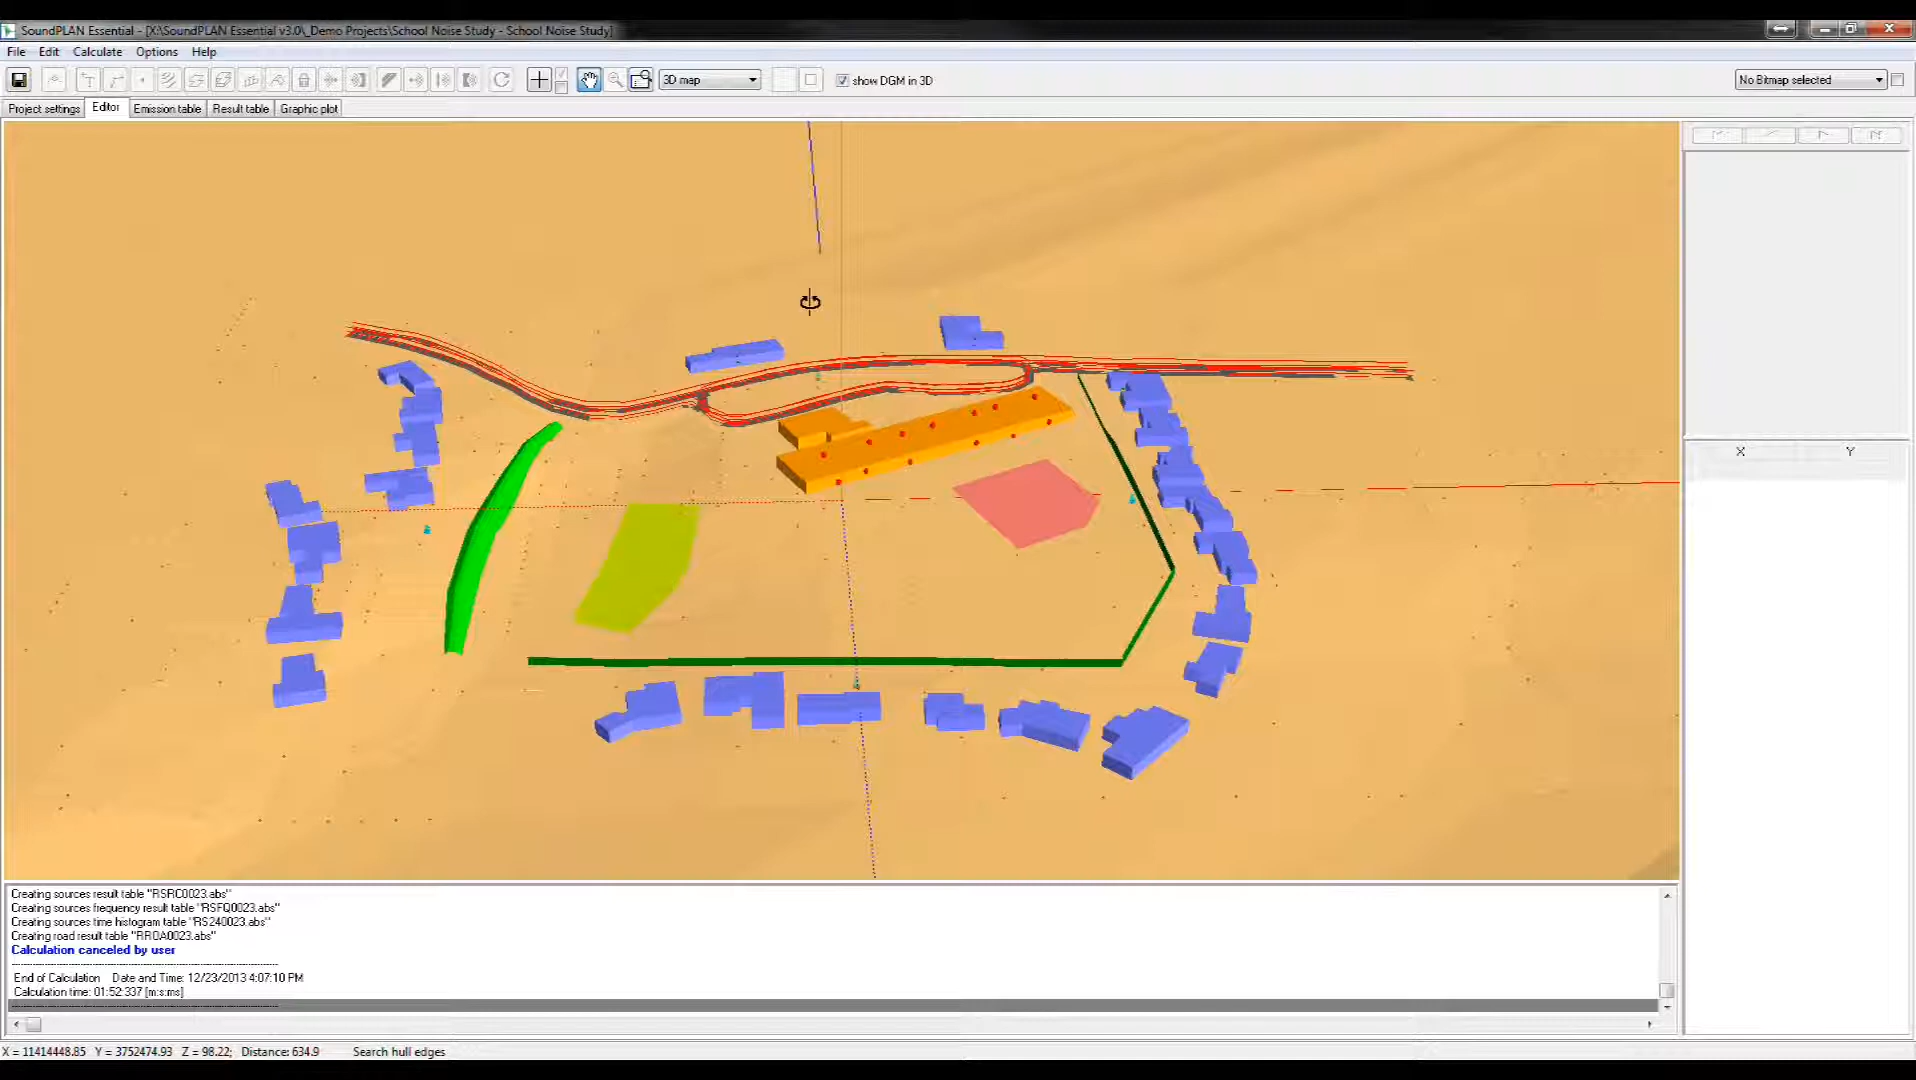 SoundPLAN Essential - [X:\SoundPLAN Essential v3.0\_Demo Projects\School Noise Study - School Noise Study]
File Edit Calculate Options Help
3D map show DGM in 3D No Bitmap selected
Project settings Editor Emission table Result table Graphic plot
X Y
Creating sources result table "RSRC0023.abs"
Creating sources frequency result table "RSFQ0023.abs"
Creating sources time histogram table "RS240023.abs"
Creating road result table "RROA0023.abs"
Calculation canceled by user
End of Calculation Date and Time: 12/23/2013 4:07:10 PM
Calculation time: 01:52:337 [m:s:ms]
X = 11414448.85 Y = 3752474.93 Z = 98.22; Distance: 634.9 Search hull edges